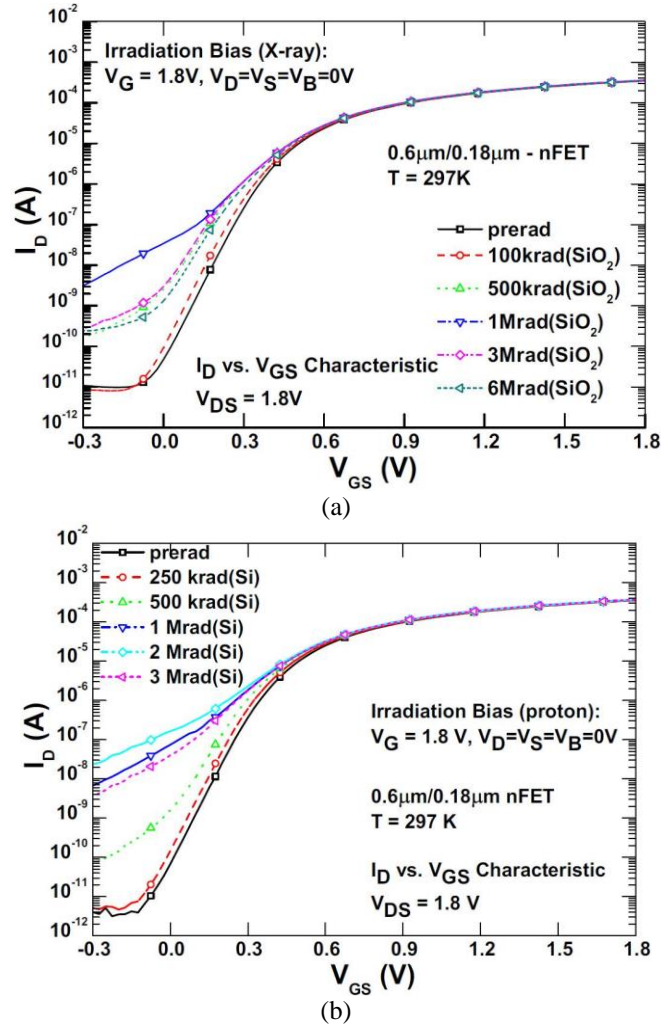 10⁻² 
10⁻³
10⁻⁴
10⁻⁵
10⁻⁶
10⁻⁷
10⁻⁸
10⁻⁹
10⁻¹⁰
10⁻¹¹
10⁻¹²
I_D (A)
Irradiation Bias (X-ray):
V_G = 1.8V, V_D=V_S=V_B=0V
0.6μm/0.18μm - nFET
T = 297K
prerad
100krad(SiO₂)
500krad(SiO₂)
1Mrad(SiO₂)
3Mrad(SiO₂)
6Mrad(SiO₂)
I_D vs. V_GS Characteristic
V_DS = 1.8V
-0.3 0.0 0.3 0.6 0.9 1.2 1.5 1.8
V_GS (V)
(a)
10⁻²
10⁻³
10⁻⁴
10⁻⁵
10⁻⁶
10⁻⁷
10⁻⁸
10⁻⁹
10⁻¹⁰
10⁻¹¹
10⁻¹²
I_D (A)
prerad
250 krad(Si)
500 krad(Si)
1 Mrad(Si)
2 Mrad(Si)
3 Mrad(Si)
Irradiation Bias (proton):
V_G = 1.8 V, V_D=V_S=V_B=0V
0.6μm/0.18μm nFET
T = 297 K
I_D vs. V_GS Characteristic
V_DS = 1.8 V
-0.3 0.0 0.3 0.6 0.9 1.2 1.5 1.8
V_GS (V)
(b)